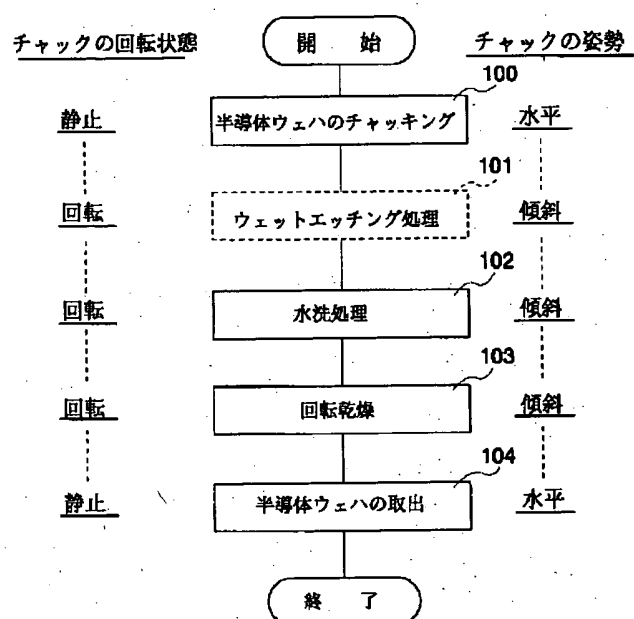 チャックの回転状態
開 始
チャックの姿勢
100
静止
半導体ウェハのチャッキング
水平
101
回転
ウェットエッチング処理
傾斜
102
回転
水洗処理
傾斜
103
回転
回転乾燥
傾斜
104
静止
半導体ウェハの取出
水平
終 了